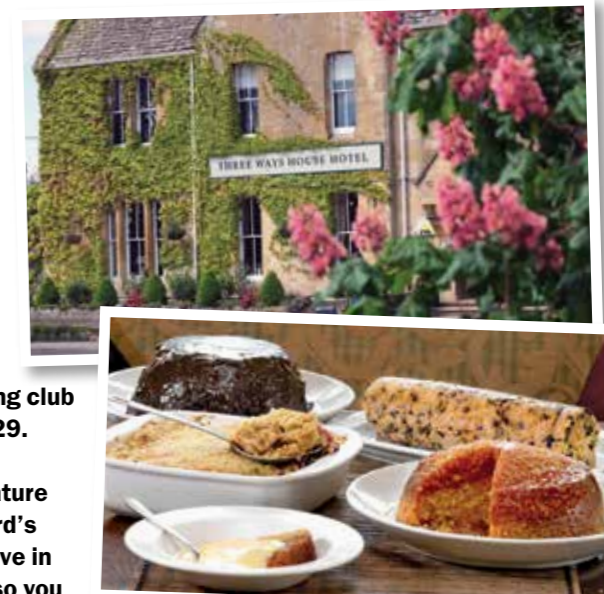 THREE WAYS HOUSE HOTEL
ng club
29.
ture
rd's
ve in
so you